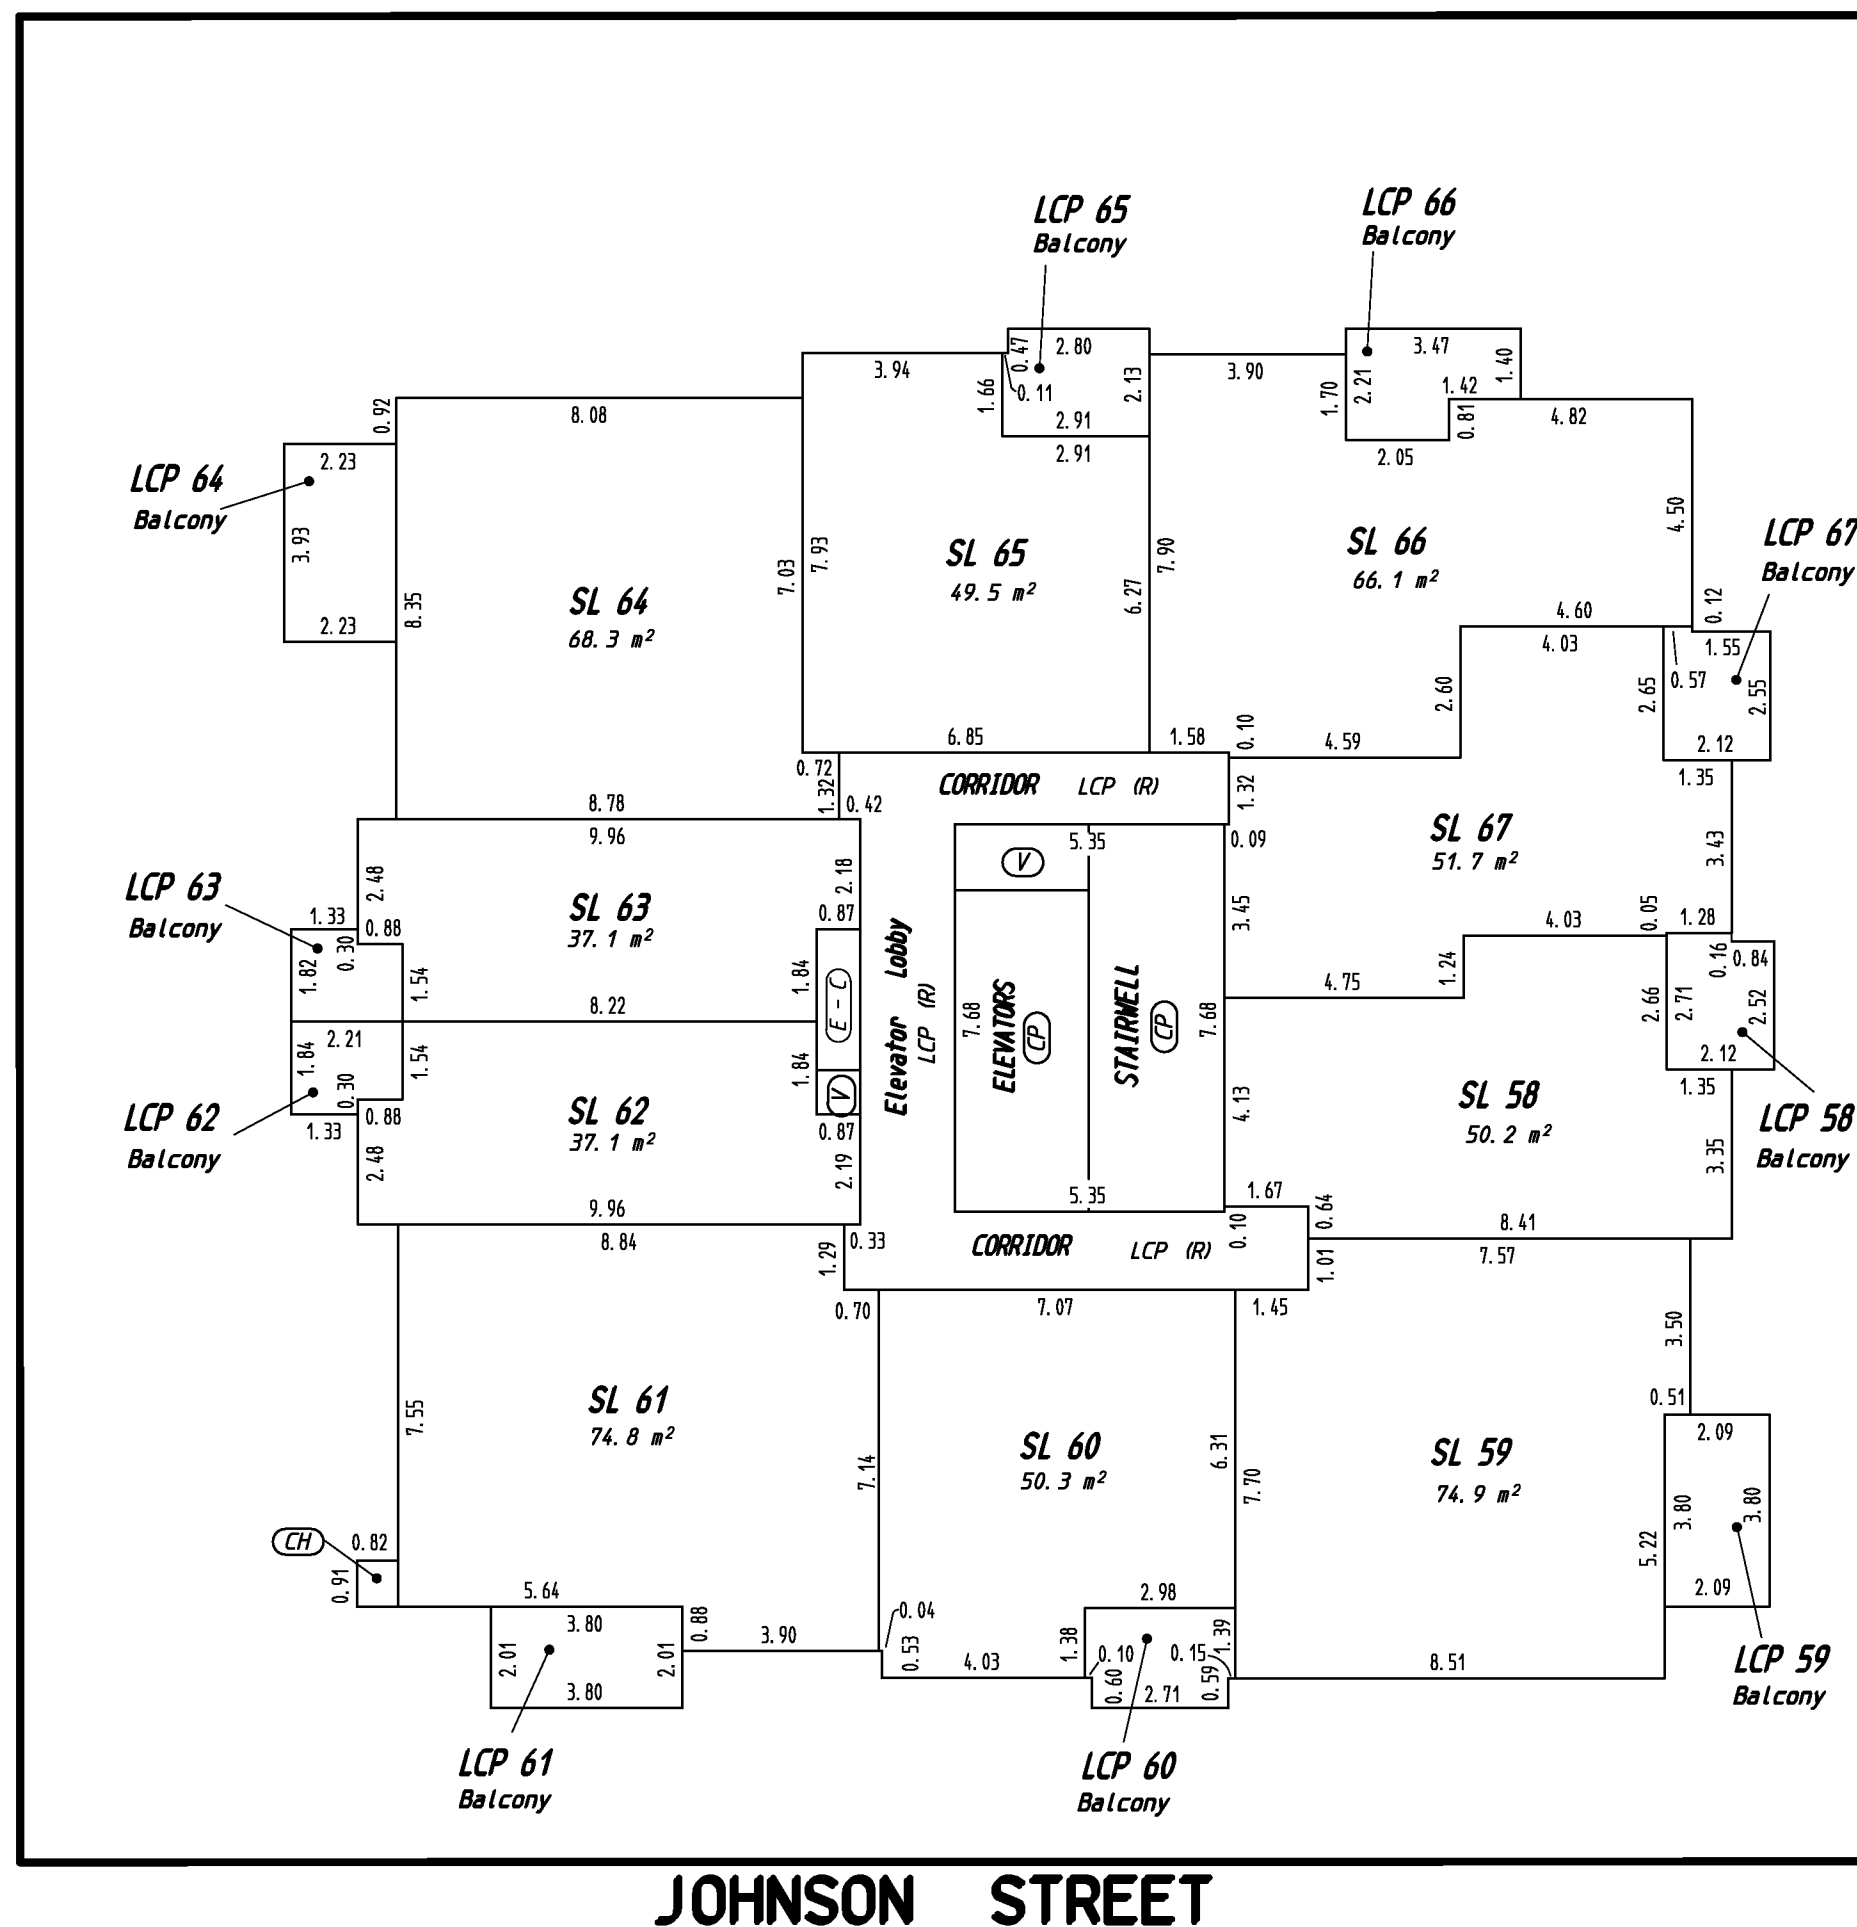 LCP 66
Balcony
LCP 65
Balcony
0.47
2.80
3.47
1.40
3.94
1.66
0.11
2.13
3.90
1.70
2.21
1.42
0.92
8.08
2.91
0.81
4.82
2.91
2.05
LCP 64
Balcony
2.23
3.93
2.23
8.35
SL 64
68.3 m²
7.03
7.93
SL 65
49.5 m²
6.27
7.90
SL 66
66.1 m²
4.50
LCP 67
Balcony
0.12
4.60
4.03
1.55
0.57
2.65
2.55
2.60
2.12
1.35
6.85
1.58
0.10
4.59
0.72
1.32
0.42
CORRIDOR LCP (R)
1.32
8.78
9.96
5.35
0.09
SL 67
51.7 m²
3.43
V
LCP 63
Balcony
2.48
2.18
1.33
0.88
0.30
1.82
1.54
SL 63
37.1 m²
0.87
1.84
E-C
Elevator Lobby
LCP (R)
3.45
4.03
0.05
1.28
0.16
0.84
1.24
4.75
2.66
2.71
2.52
2.12
1.35
8.22
7.68
ELEVATORS
CP
STAIRWELL
CP
7.68
2.21
1.84
0.30
1.54
1.84
V
4.13
SL 58
50.2 m²
LCP 58
Balcony
LCP 62
Balcony
1.33
0.88
2.48
SL 62
37.1 m²
0.87
2.19
3.35
9.96
5.35
1.67
0.64
8.84
1.29
0.33
CORRIDOR LCP (R)
0.10
8.41
7.57
1.01
0.70
7.07
1.45
3.50
0.51
7.55
SL 61
74.8 m²
7.14
SL 60
50.3 m²
6.31
7.70
SL 59
74.9 m²
2.09
3.80
3.80
5.22
2.09
CH
0.82
0.91
5.64
3.80
0.88
2.01
2.01
3.90
3.80
0.04
0.53
4.03
2.98
1.38
0.10
0.15
1.39
0.60
0.59
2.71
8.51
LCP 59
Balcony
LCP 61
Balcony
LCP 60
Balcony
JOHNSON STREET